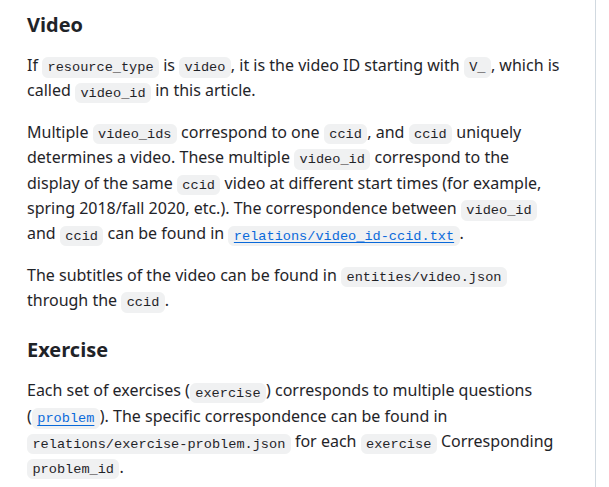 Video
If resource_type is video, it is the video ID starting with V_, which is
called video_id in this article.
Multiple video_ids correspond to one ccid, and ccid uniquely
determines a video. These multiple video_id correspond to the
display of the same ccid video at different start times (for example,
spring 2018/fall 2020, etc.). The correspondence between video_id
and ccid can be found in relations/video_id-ccid.txt.
The subtitles of the video can be found in entities/video.json
through the ccid.
Exercise
Each set of exercises (exercise) corresponds to multiple questions
(problem). The specific correspondence can be found in
relations/exercise-problem.json for each exercise Corresponding
problem_id.